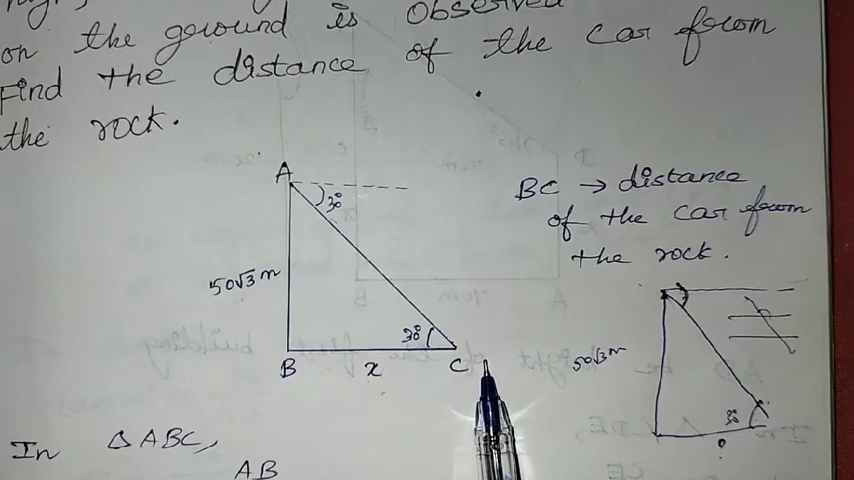 on the ground is observed
Find the distance of the car from
the rock.
A
30°
50√3 m
30°
B
x
C
BC → distance
of the car from
the rock.
50√3 m
30
?
In △ABC,
AB